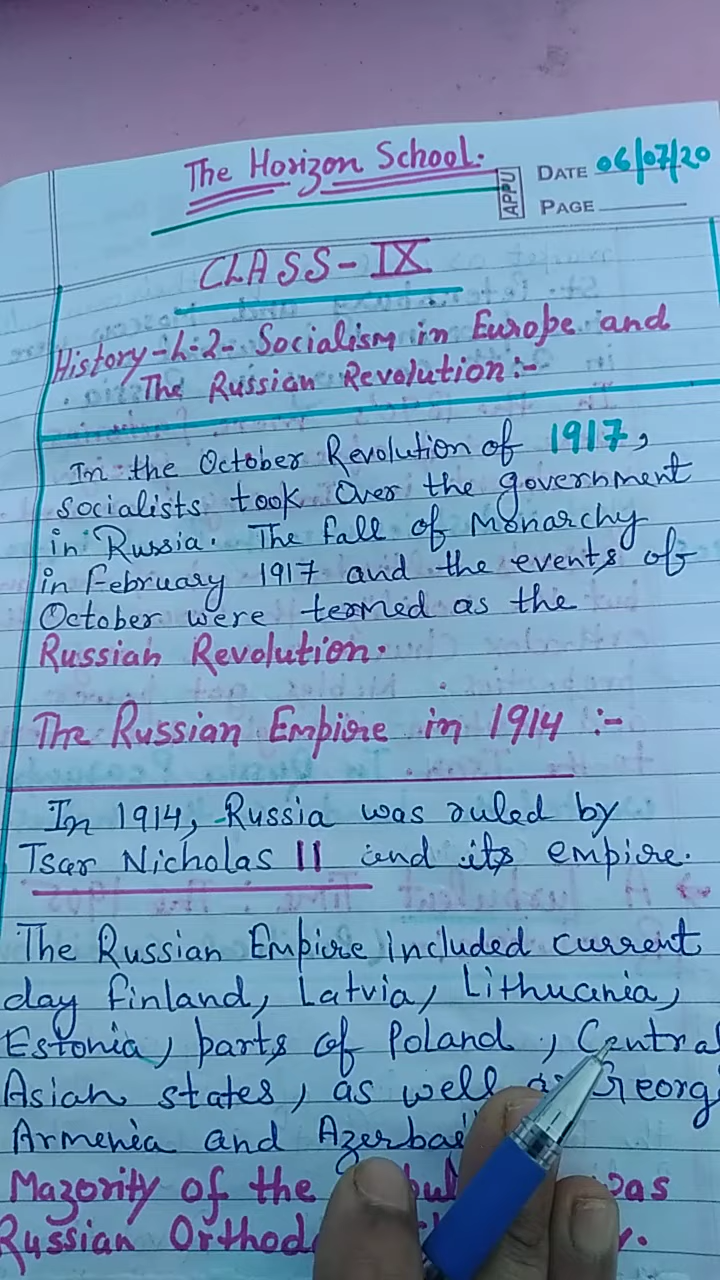 The Horizon School.
APPU
DATE 06/07/20
PAGE
CLASS-IX
History-L:2- Socialism in Europe and
The Russian Revolution:-
In the October Revolution of 1917,
socialists took over the government
in Russia. The fall of Monarchy
in February 1917 and the events of
October were termed as the
Russian Revolution.
The Russian Empire in 1914 :-
In 1914, Russia was ruled by
Tsar Nicholas II and its empire.
The Russian Empire included current
day Finland, Latvia, Lithuania,
Estonia, parts of Poland, Central
Asian states, as well as Georg
Armenia and Azerbai
Mazority of the
Russian Orthodo